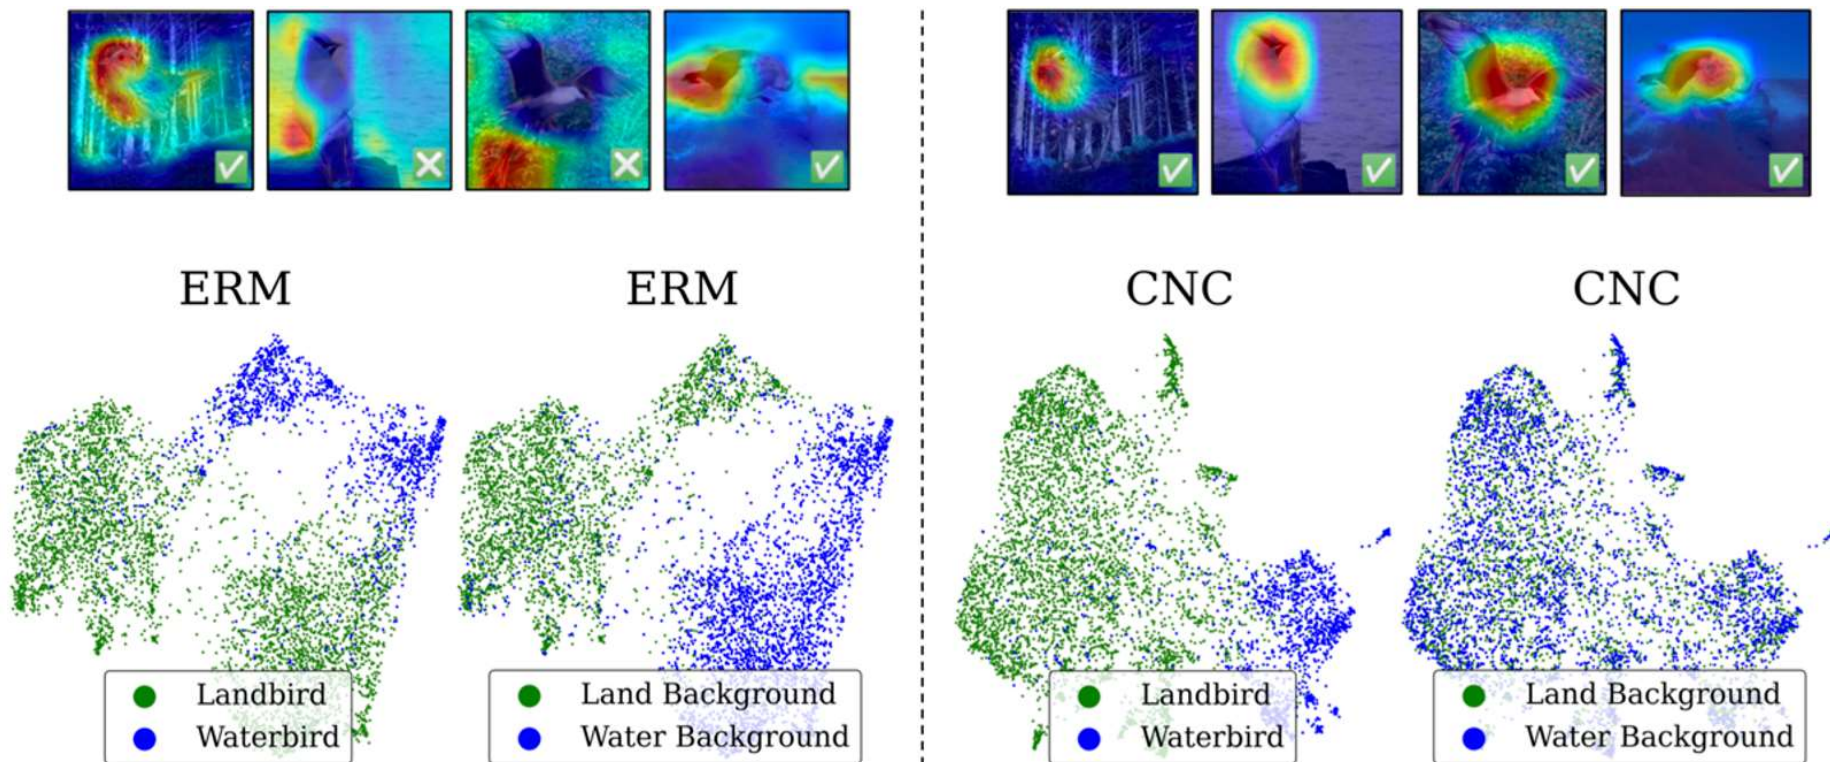 ERM
ERM
Landbird
Waterbird
Land Background
Water Background
CNC
CNC
Landbird
Waterbird
Land Background
Water Background